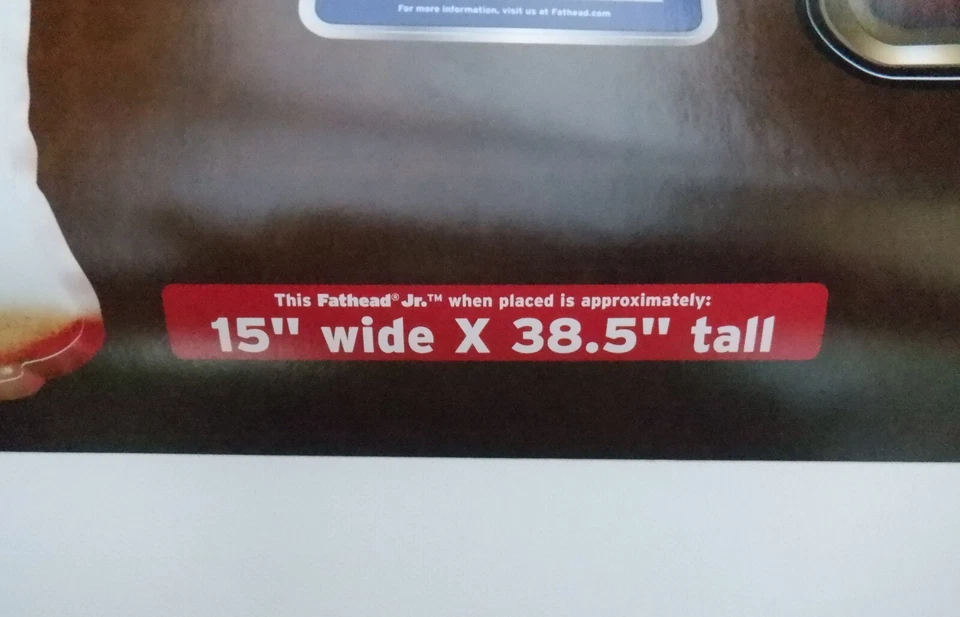 For more information, visit us at Fathead.com
This Fathead® Jr.™ when placed is approximately:
15" wide X 38.5" tall